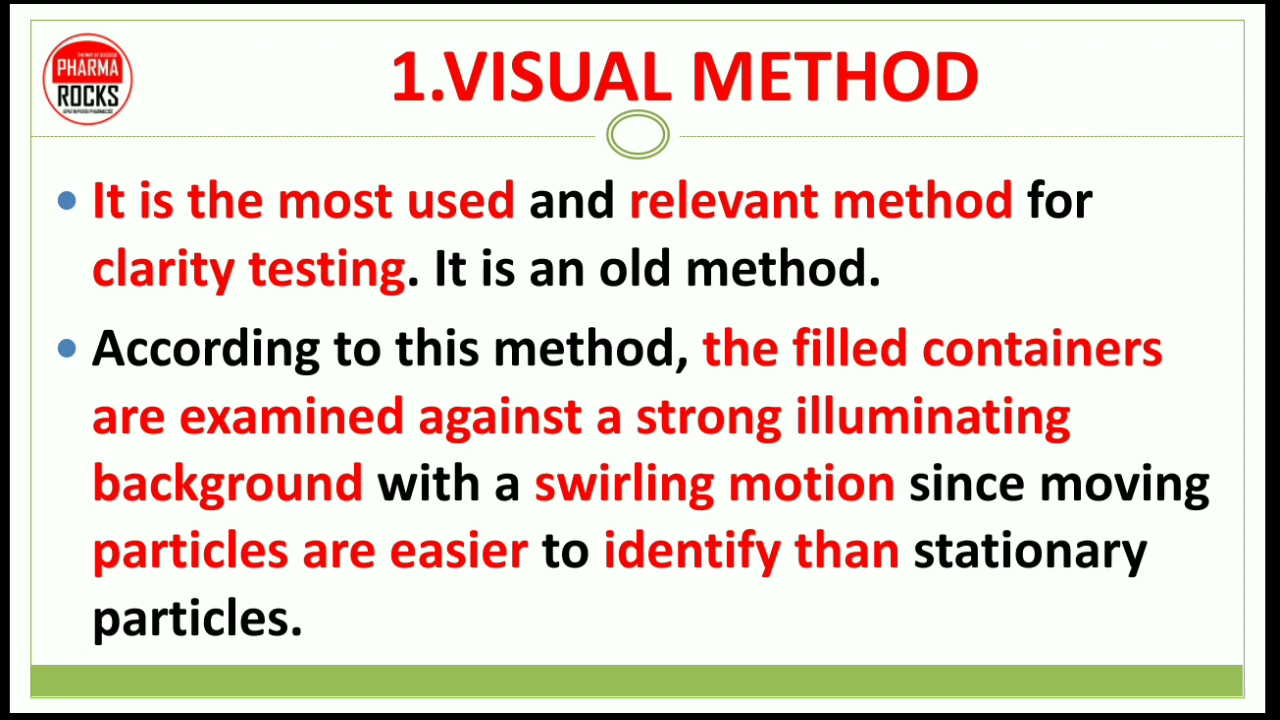 PHARMA
ROCKS
1.VISUAL METHOD
• It is the most used and relevant method for
clarity testing. It is an old method.
• According to this method, the filled containers
are examined against a strong illuminating
background with a swirling motion since moving
particles are easier to identify than stationary
particles.